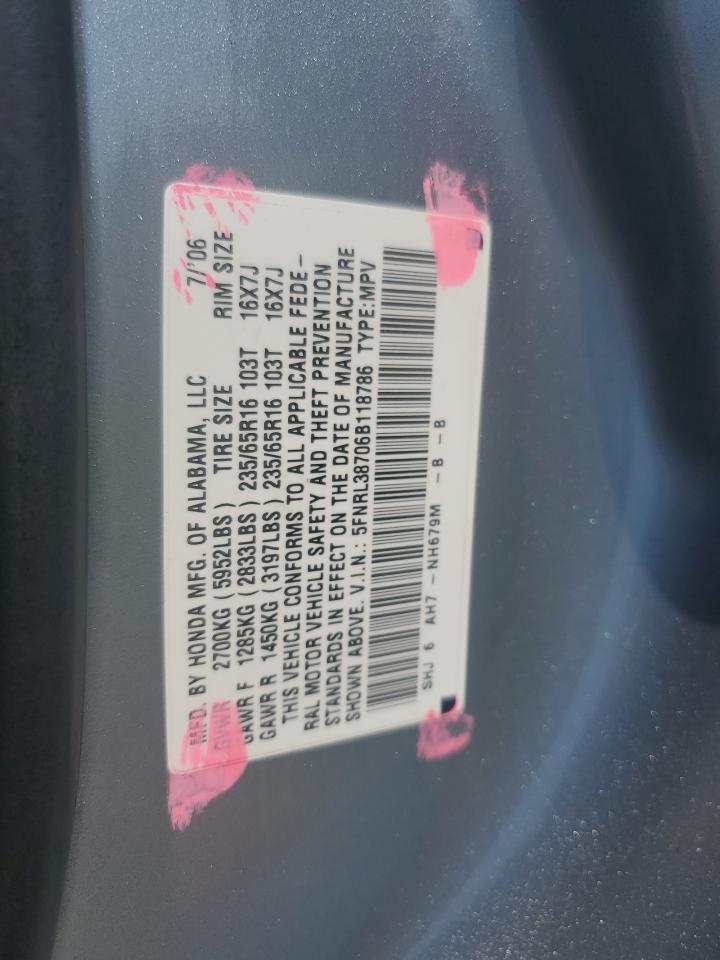 MFD. BY HONDA MFG. OF ALABAMA, LLC 7/'06
GVWR 2700KG (5952LBS) TIRE SIZE RIM SIZE
GAWR F 1285KG (2833LBS) 235/65R16 103T 16X7J
GAWR R 1450KG (3197LBS) 235/65R16 103T 16X7J
THIS VEHICLE CONFORMS TO ALL APPLICABLE FEDE-
RAL MOTOR VEHICLE SAFETY AND THEFT PREVENTION
STANDARDS IN EFFECT ON THE DATE OF MANUFACTURE
SHOWN ABOVE. V.I.N.: 5FNRL38706B118786 TYPE:MPV
SHJ 6 AH7 -NH679M -B -B